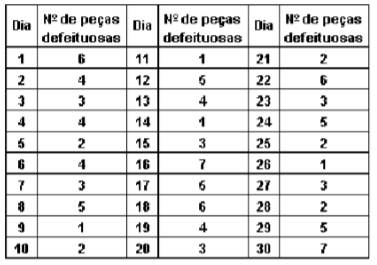 Dia Nº de peças defeituosas Dia Nº de peças defeituosas Dia Nº de peças defeituosas
1 6 11 1 21 2
2 4 12 5 22 6
3 3 13 4 23 3
4 4 14 1 24 5
5 2 15 3 25 2
6 4 16 7 26 1
7 3 17 5 27 3
8 5 18 6 28 2
9 1 19 4 29 5
10 2 20 3 30 7